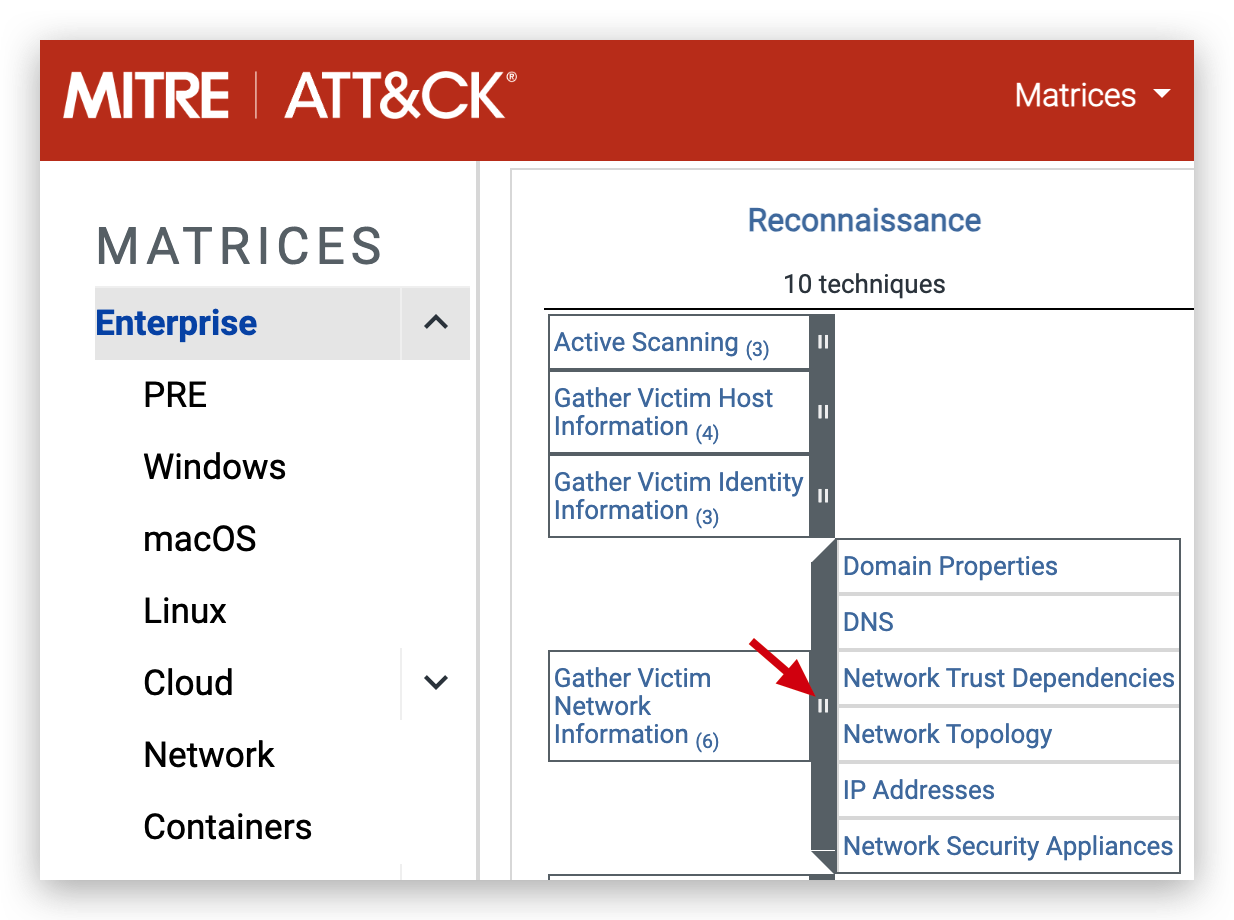 MITRE | ATT&CK®
Matrices
MATRICES
Enterprise
PRE
Windows
macOS
Linux
Cloud
Network
Containers
Reconnaissance
10 techniques
Active Scanning (3)
Gather Victim Host
Information (4)
Gather Victim Identity
Information (3)
Gather Victim
Network
Information (6)
Domain Properties
DNS
Network Trust Dependencies
Network Topology
IP Addresses
Network Security Appliances